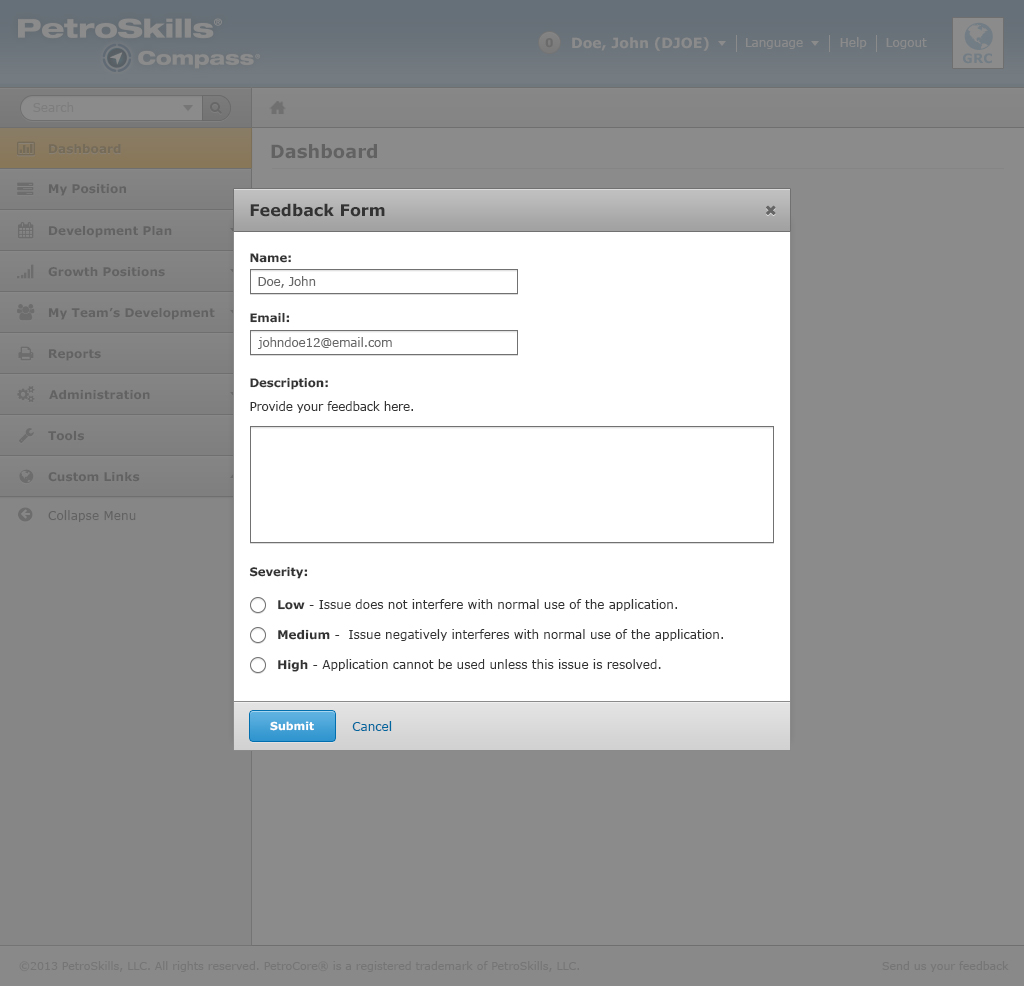 PetroSkills®
Compass®
0 Doe, John (DJOE) Language Help Logout
GRC
Search
Dashboard
Dashboard
My Position
Development Plan
Growth Positions
My Team's Development
Reports
Administration
Tools
Custom Links
Collapse Menu
Feedback Form
Name:
Doe, John
Email:
johndoe12@email.com
Description:
Provide your feedback here.
Severity:
Low - Issue does not interfere with normal use of the application.
Medium - Issue negatively interferes with normal use of the application.
High - Application cannot be used unless this issue is resolved.
Submit Cancel
©2013 PetroSkills, LLC. All rights reserved. PetroCore® is a registered trademark of PetroSkills, LLC.
Send us your feedback